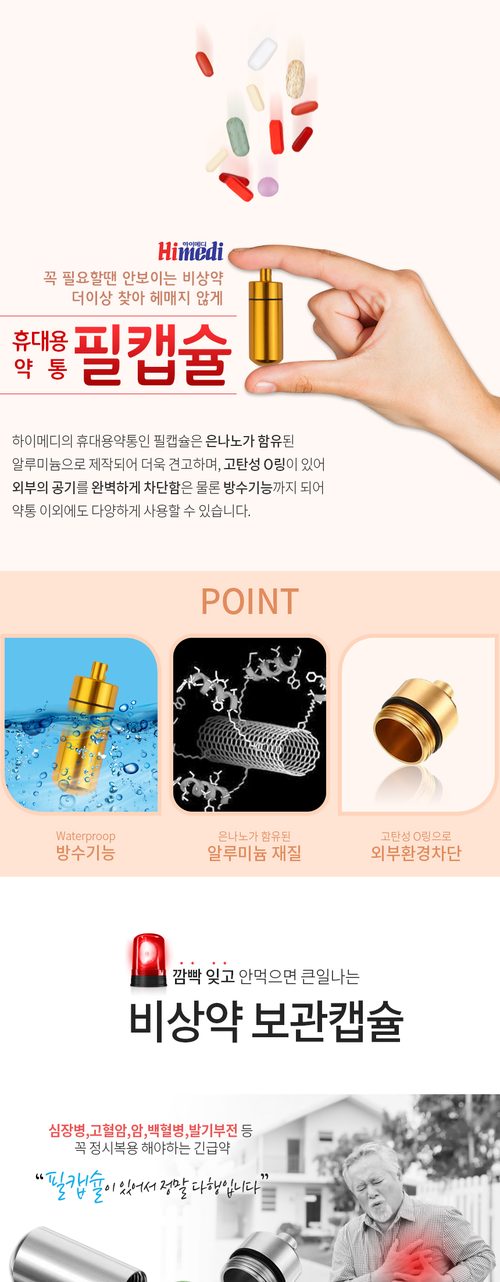 하이메디
Himedi
꼭 필요할땐 안보이는 비상약
더이상 찾아 헤매지 않게
휴대용
약통
필캡슐
하이메디의 휴대용약통인 필캡슐은 은나노가 함유된
알루미늄으로 제작되어 더욱 견고하며, 고탄성 O링이 있어
외부의 공기를 완벽하게 차단함은 물론 방수기능까지 되어
약통 이외에도 다양하게 사용할 수 있습니다.
POINT
Waterproop
방수기능
은나노가 함유된
알루미늄 재질
고탄성 O링으로
외부환경차단
깜빡 잊고 안먹으면 큰일나는
비상약 보관캡슐
심장병,고혈암,암,백혈병,발기부전 등
꼭 정시복용 해야하는 긴급약
“필캡슐이 있어서 정말 다행입니다”